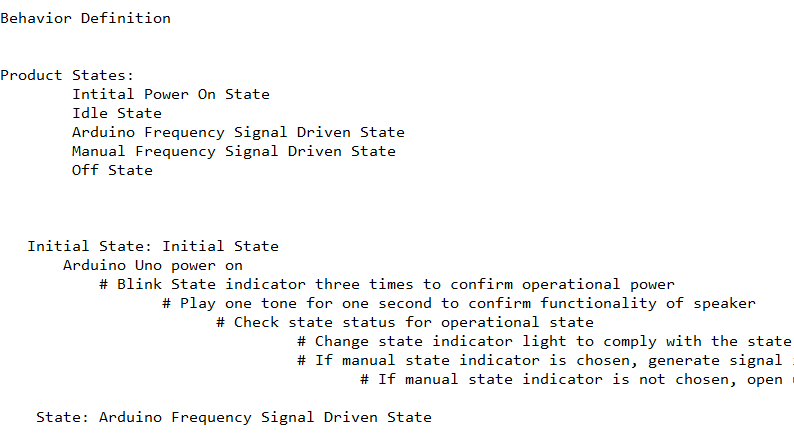 Behavior Definition
Product States:
Intital Power On State
Idle State
Arduino Frequency Signal Driven State
Manual Frequency Signal Driven State
Off State
Initial State: Initial State
Arduino Uno power on
# Blink State indicator three times to confirm operational power
# Play one tone for one second to confirm functionality of speaker
# Check state status for operational state
# Change state indicator light to comply with the state
# If manual state indicator is chosen, generate signal
# If manual state indicator is not chosen, open
State: Arduino Frequency Signal Driven State